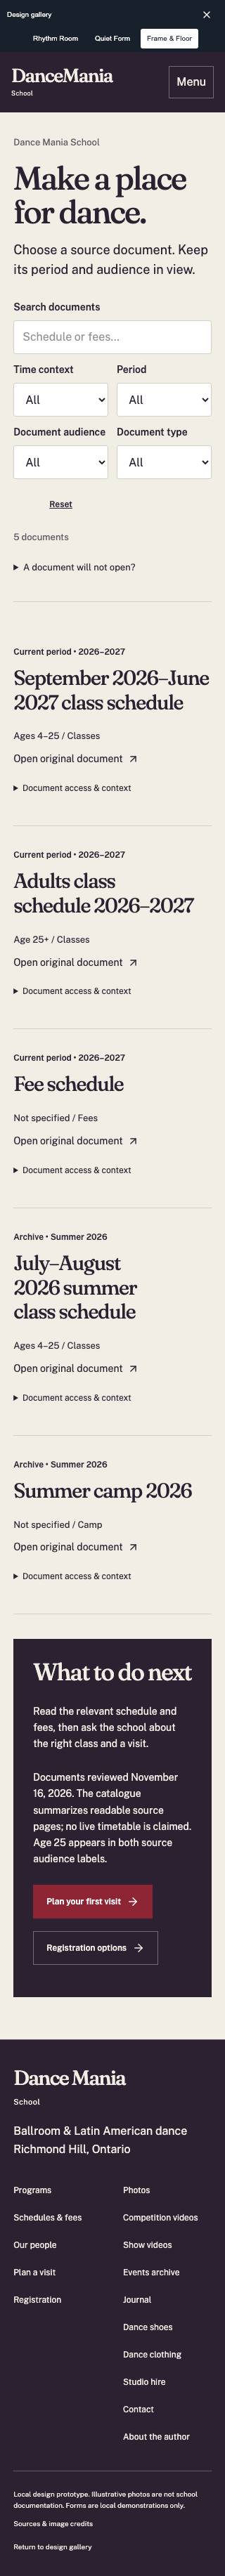 Design gallery
Rhythm Room Quiet Form Frame & Floor
DanceMania
School
Menu
Dance Mania School
Make a place
for dance.
Choose a source document. Keep
its period and audience in view.
Search documents
Schedule or fees...
Time context Period
All All
Document audience Document type
All All
Reset
5 documents
A document will not open?
Current period • 2026–2027
September 2026–June
2027 class schedule
Ages 4–25 / Classes
Open original document
Document access & context
Current period • 2026–2027
Adults class
schedule 2026–2027
Age 25+ / Classes
Open original document
Document access & context
Current period • 2026–2027
Fee schedule
Not specified / Fees
Open original document
Document access & context
Archive • Summer 2026
July–August
2026 summer
class schedule
Ages 4–25 / Classes
Open original document
Document access & context
Archive • Summer 2026
Summer camp 2026
Not specified / Camp
Open original document
Document access & context
What to do next
Read the relevant schedule and
fees, then ask the school about
the right class and a visit.
Documents reviewed November
16, 2026. The catalogue
summarizes readable source
pages; no live timetable is claimed.
Age 25 appears in both source
audience labels.
Plan your first visit
Registration options
Dance Mania
School
Ballroom & Latin American dance
Richmond Hill, Ontario
Programs Photos
Schedules & fees Competition videos
Our people Show videos
Plan a visit Events archive
Registration Journal
Dance shoes
Dance clothing
Studio hire
Contact
About the author
Local design prototype. Illustrative photos are not school
documentation. Forms are local demonstrations only.
Sources & image credits
Return to design gallery